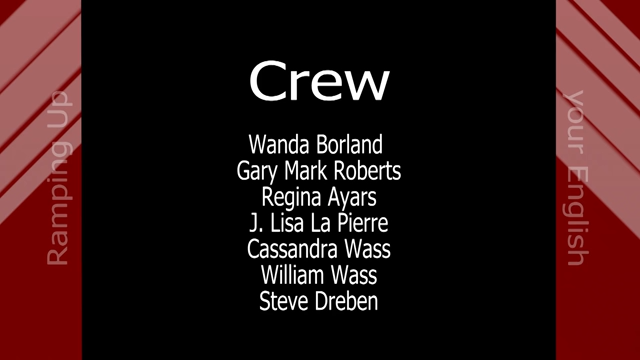 Crew
Wanda Borland
Gary Mark Roberts
Regina Ayars
J. Lisa La Pierre
Cassandra Wass
William Wass
Steve Dreben
Ramping Up
your English